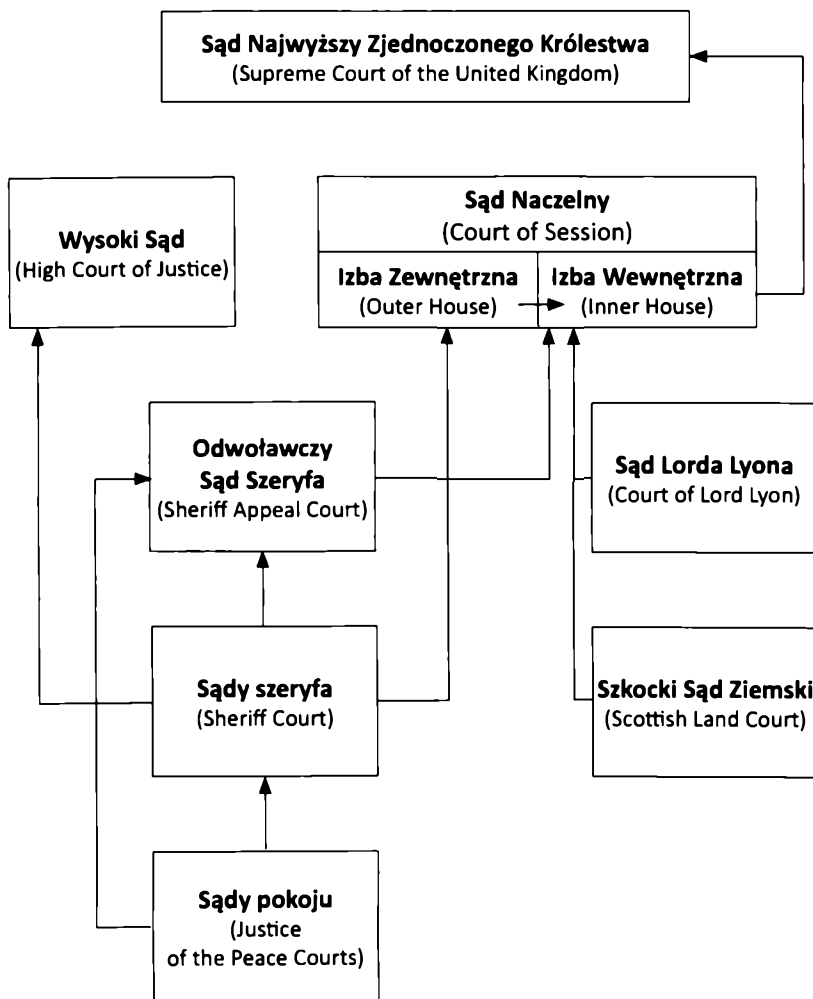 Sąd Najwyższy Zjednoczonego Królestwa
(Supreme Court of the United Kingdom)
Wysoki Sąd
(High Court of Justice)
Sąd Naczelny
(Court of Session)
Izba Zewnętrzna
(Outer House)
Izba Wewnętrzna
(Inner House)
Odwoławczy
Sąd Szeryfa
(Sheriff Appeal Court)
Sąd Lorda Lyona
(Court of Lord Lyon)
Sądy szeryfa
(Sheriff Court)
Szkocki Sąd Ziemski
(Scottish Land Court)
Sądy pokoju
(Justice
of the Peace Courts)